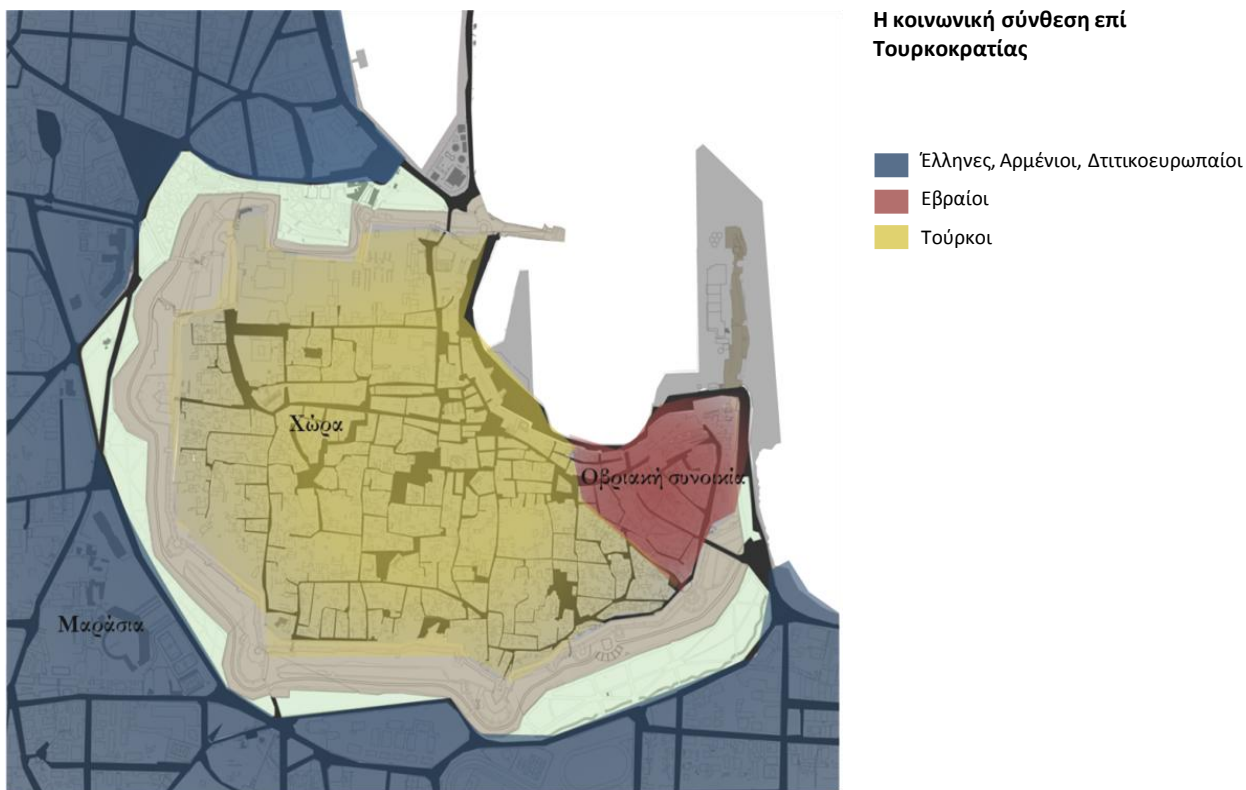 Η κοινωνική σύνθεση επί
Τουρκοκρατίας
Έλληνες, Αρμένιοι, Δτιτικοευρωπαίοι
Εβραίοι
Τούρκοι
Χώρα
Οβριακή συνοικία
Μαράσια